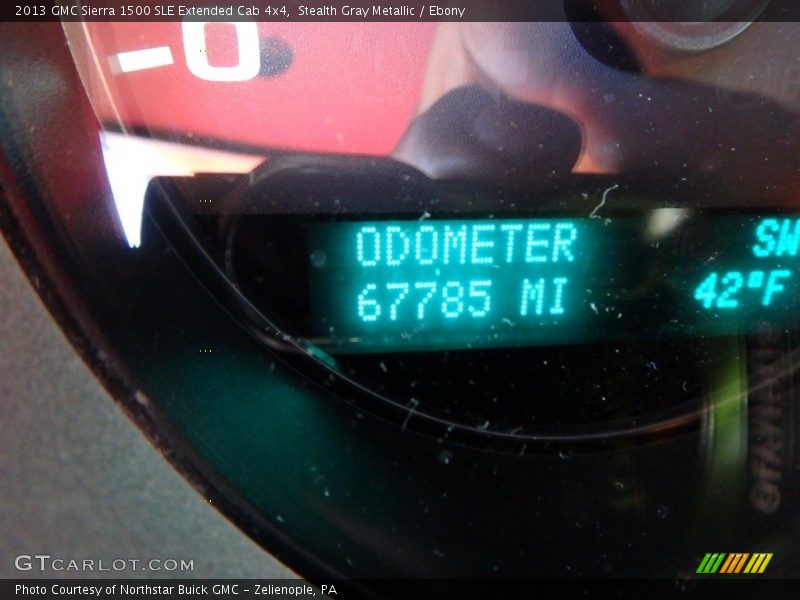 2013 GMC Sierra 1500 SLE Extended Cab 4x4, Stealth Gray Metallic / Ebony
0
ODOMETER SW
67785 MI 42°F
GTCARLOT.COM
Photo Courtesy of Northstar Buick GMC - Zelienople, PA